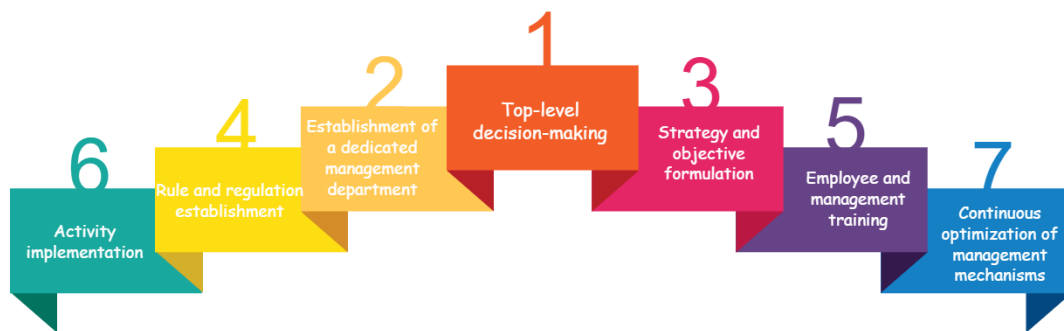 1
Top-level
decision-making
2
Establishment of
a dedicated
management
department
3
Strategy and
objective
formulation
4
Rule and regulation
establishment
5
Employee and
management
training
6
Activity
implementation
7
Continuous
optimization of
management
mechanisms